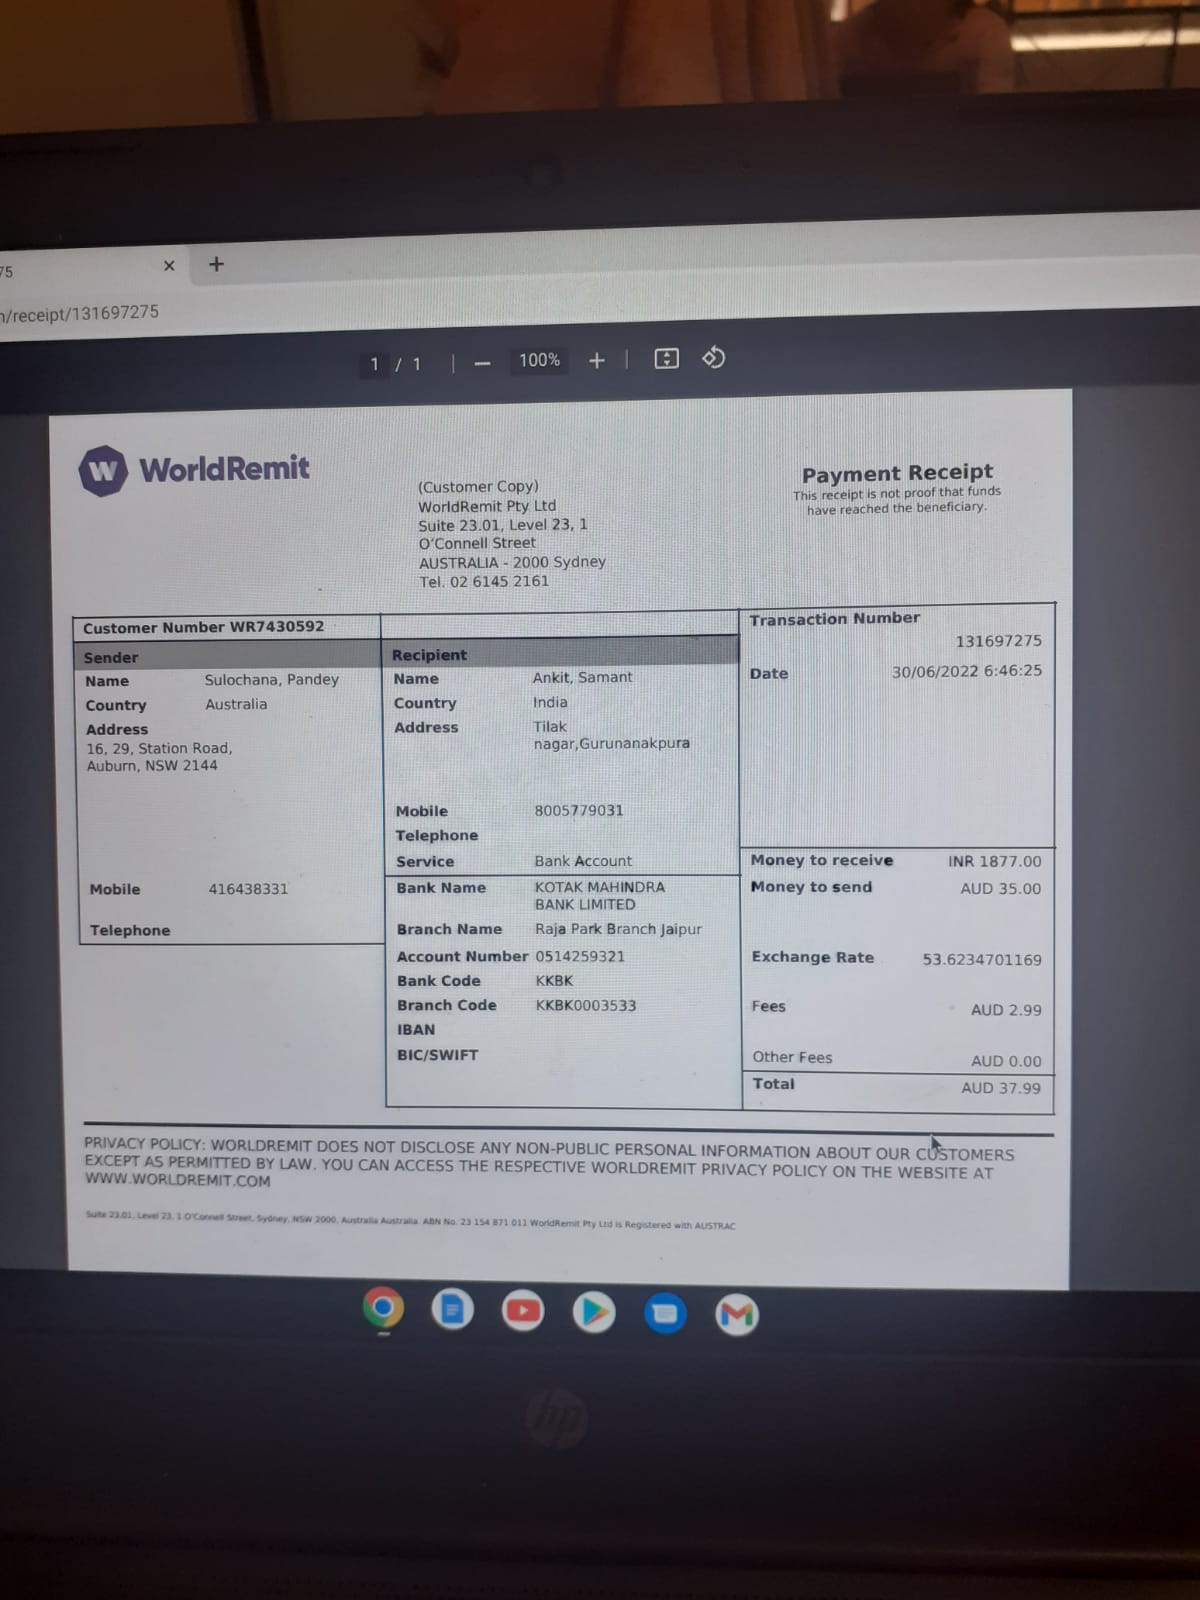 75
n/receipt/131697275
1 / 1
100%
WorldRemit
(Customer Copy)
WorldRemit Pty Ltd
Suite 23.01, Level 23, 1
O'Connell Street
AUSTRALIA - 2000 Sydney
Tel. 02 6145 2161
Payment Receipt
This receipt is not proof that funds
have reached the beneficiary.
Customer Number WR7430592
Sender
Name Sulochana, Pandey
Country Australia
Address
16, 29, Station Road,
Auburn, NSW 2144
Mobile 416438331
Telephone
Recipient
Name Ankit, Samant
Country India
Address Tilak
nagar,Gurunanakpura
Mobile 8005779031
Telephone
Service Bank Account
Bank Name KOTAK MAHINDRA
BANK LIMITED
Branch Name Raja Park Branch Jaipur
Account Number 0514259321
Bank Code KKBK
Branch Code KKBK0003533
IBAN
BIC/SWIFT
Transaction Number
131697275
Date 30/06/2022 6:46:25
Money to receive INR 1877.00
Money to send AUD 35.00
Exchange Rate 53.6234701169
Fees AUD 2.99
Other Fees AUD 0.00
Total AUD 37.99
PRIVACY POLICY: WORLDREMIT DOES NOT DISCLOSE ANY NON-PUBLIC PERSONAL INFORMATION ABOUT OUR CUSTOMERS
EXCEPT AS PERMITTED BY LAW. YOU CAN ACCESS THE RESPECTIVE WORLDREMIT PRIVACY POLICY ON THE WEBSITE AT
WWW.WORLDREMIT.COM
Suite 23.01, Level 23, 1 O'Connell Street, Sydney, NSW 2000, Australia Australia. ABN No. 23 154 871 011 WorldRemit Pty Ltd is Registered with AUSTRAC
hp